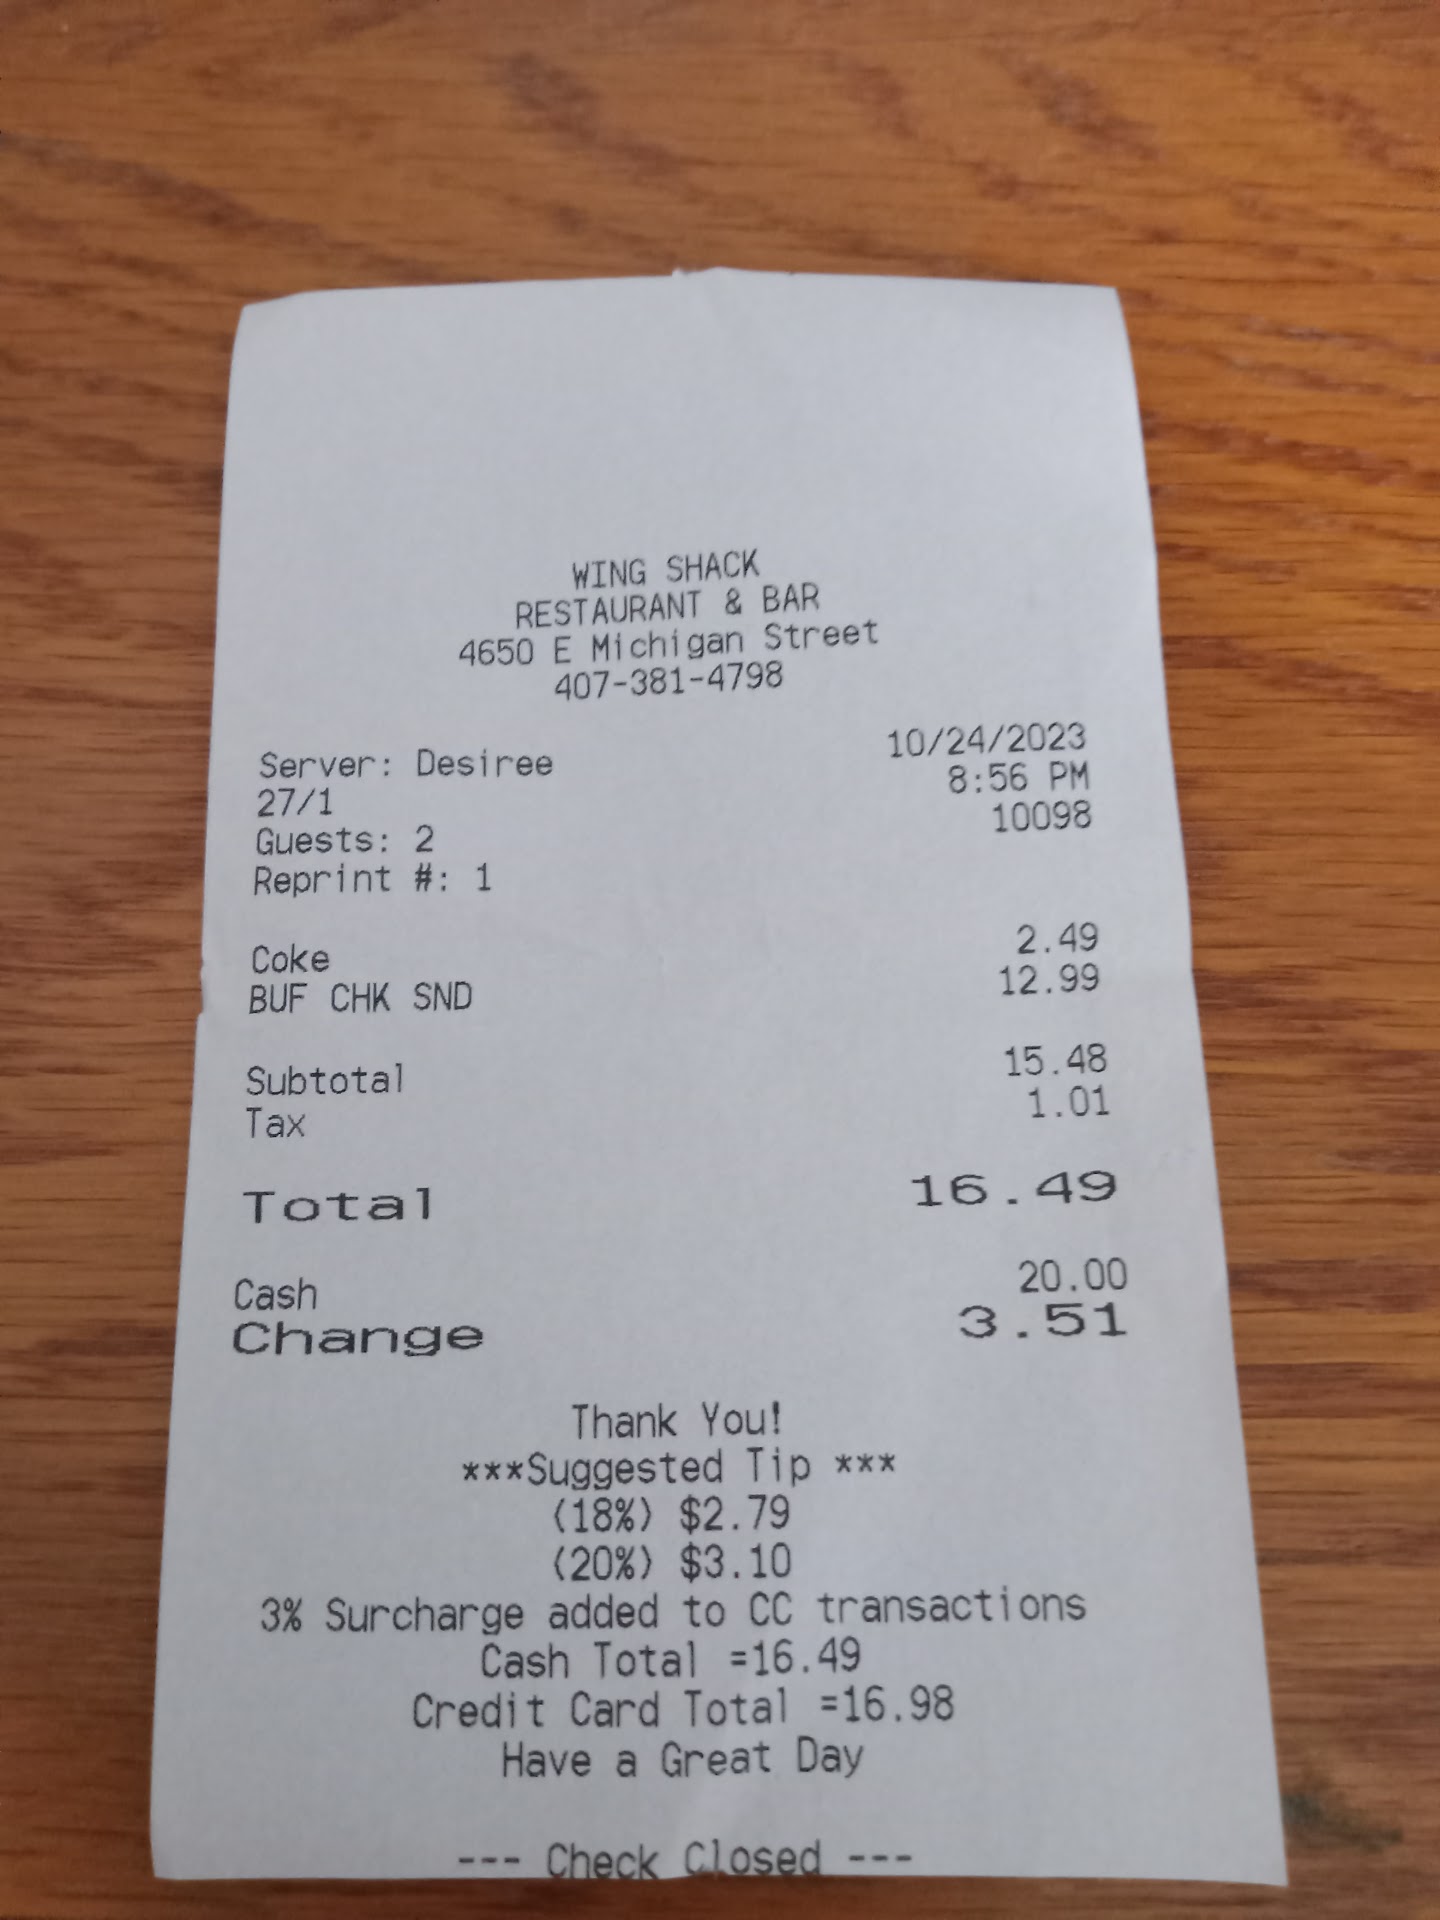 WING SHACK
RESTAURANT & BAR
4650 E Michigan Street
407-381-4798
Server: Desiree 10/24/2023
27/1 8:56 PM
Guests: 2 10098
Reprint #: 1
Coke 2.49
BUF CHK SND 12.99
Subtotal 15.48
Tax 1.01
Total 16.49
Cash 20.00
Change 3.51
Thank You!
***Suggested Tip ***
(18%) $2.79
(20%) $3.10
3% Surcharge added to CC transactions
Cash Total =16.49
Credit Card Total =16.98
Have a Great Day
--- Check Closed ---